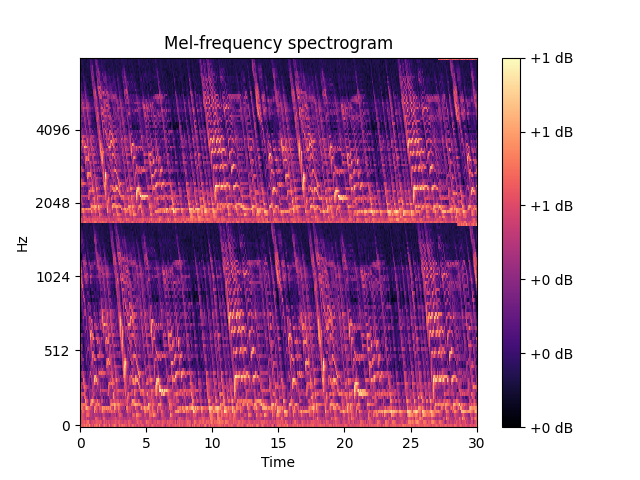 Mel-frequency spectrogram
Hz
4096
2048
1024
512
0
0 5 10 15 20 25 30
Time
+1 dB
+1 dB
+1 dB
+0 dB
+0 dB
+0 dB